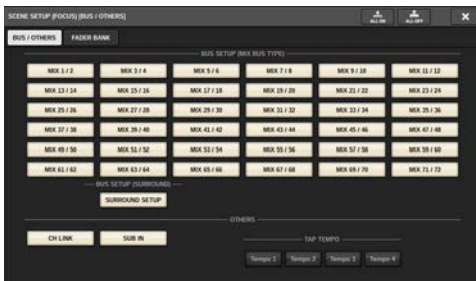 SCENE SETUP (FOCUS) [BUS / OTHERS]
ALL ON
ALL OFF
BUS / OTHERS
FADER BANK
BUS SETUP (MIX BUS TYPE)
MIX 1 / 2
MIX 3 / 4
MIX 5 / 6
MIX 7 / 8
MIX 9 / 10
MIX 11 / 12
MIX 13 / 14
MIX 15 / 16
MIX 17 / 18
MIX 19 / 20
MIX 21 / 22
MIX 23 / 24
MIX 25 / 26
MIX 27 / 28
MIX 29 / 30
MIX 31 / 32
MIX 33 / 34
MIX 35 / 36
MIX 37 / 38
MIX 39 / 40
MIX 41 / 42
MIX 43 / 44
MIX 45 / 46
MIX 47 / 48
MIX 49 / 50
MIX 51 / 52
MIX 53 / 54
MIX 55 / 56
MIX 57 / 58
MIX 59 / 60
MIX 61 / 62
MIX 63 / 64
MIX 65 / 66
MIX 67 / 68
MIX 69 / 70
MIX 71 / 72
BUS SETUP (SURROUND)
SURROUND SETUP
OTHERS
CH LINK
SUB IN
TAP TEMPO
Tempo 1
Tempo 2
Tempo 3
Tempo 4